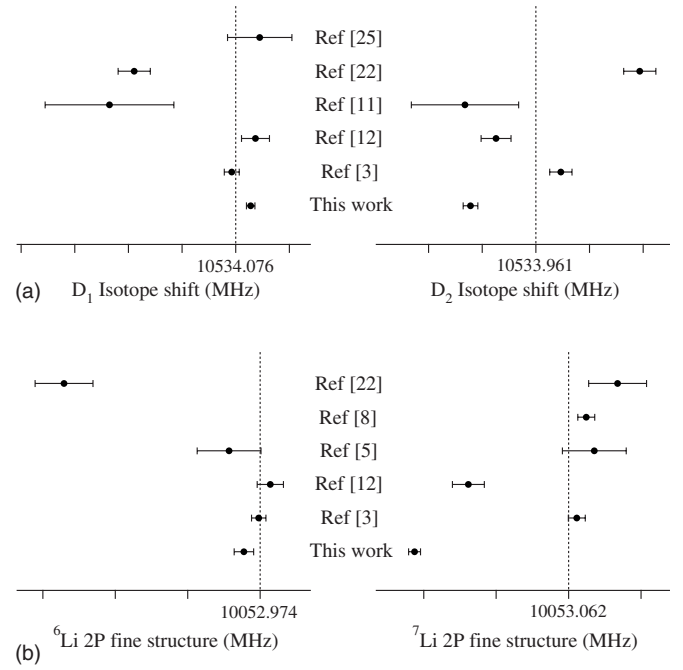 Ref [25]
Ref [22]
Ref [11]
Ref [12]
Ref [3]
This work
10534.076
10533.961
(a)
D1 Isotope shift (MHz)
D2 Isotope shift (MHz)
Ref [22]
Ref [8]
Ref [5]
Ref [12]
Ref [3]
This work
10052.974
10053.062
(b)
6Li 2P fine structure (MHz)
7Li 2P fine structure (MHz)